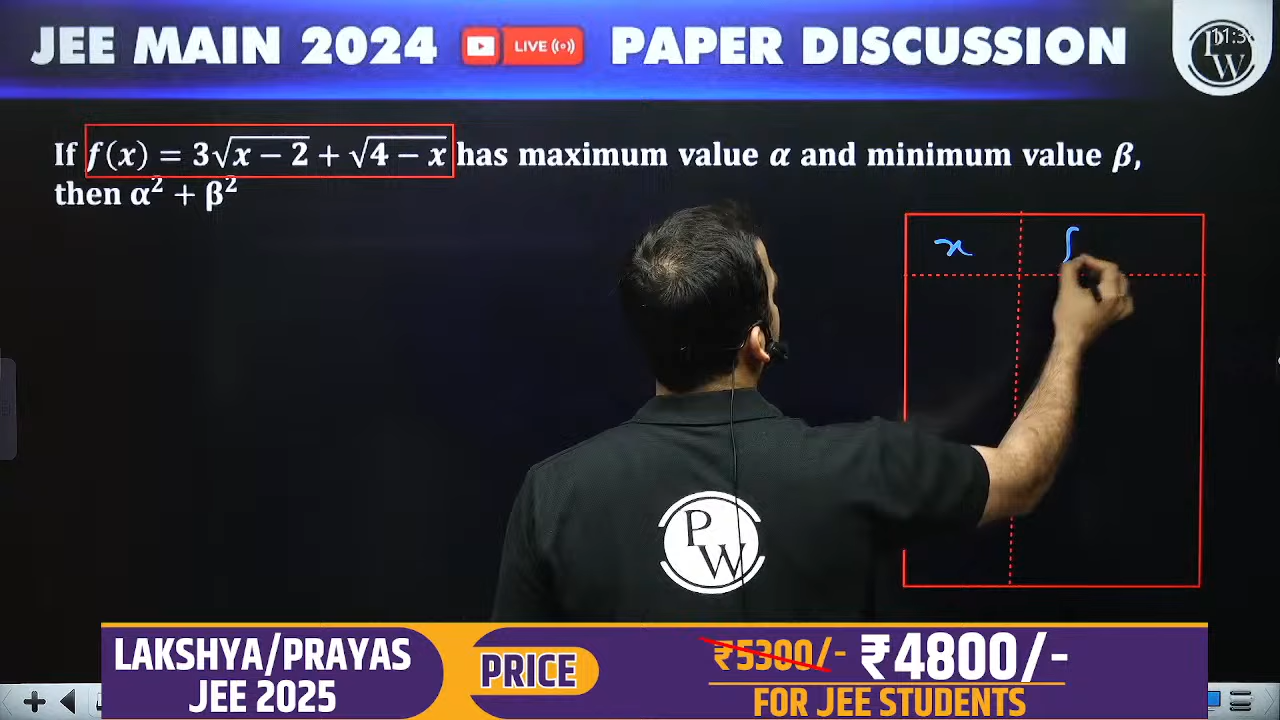 JEE MAIN 2024 LIVE PAPER DISCUSSION
PW
If f(x) = 3√(x − 2) + √(4 − x) has maximum value α and minimum value β,
then α² + β²
x
PW
LAKSHYA/PRAYAS
JEE 2025
PRICE
₹5300/- ₹4800/-
FOR JEE STUDENTS